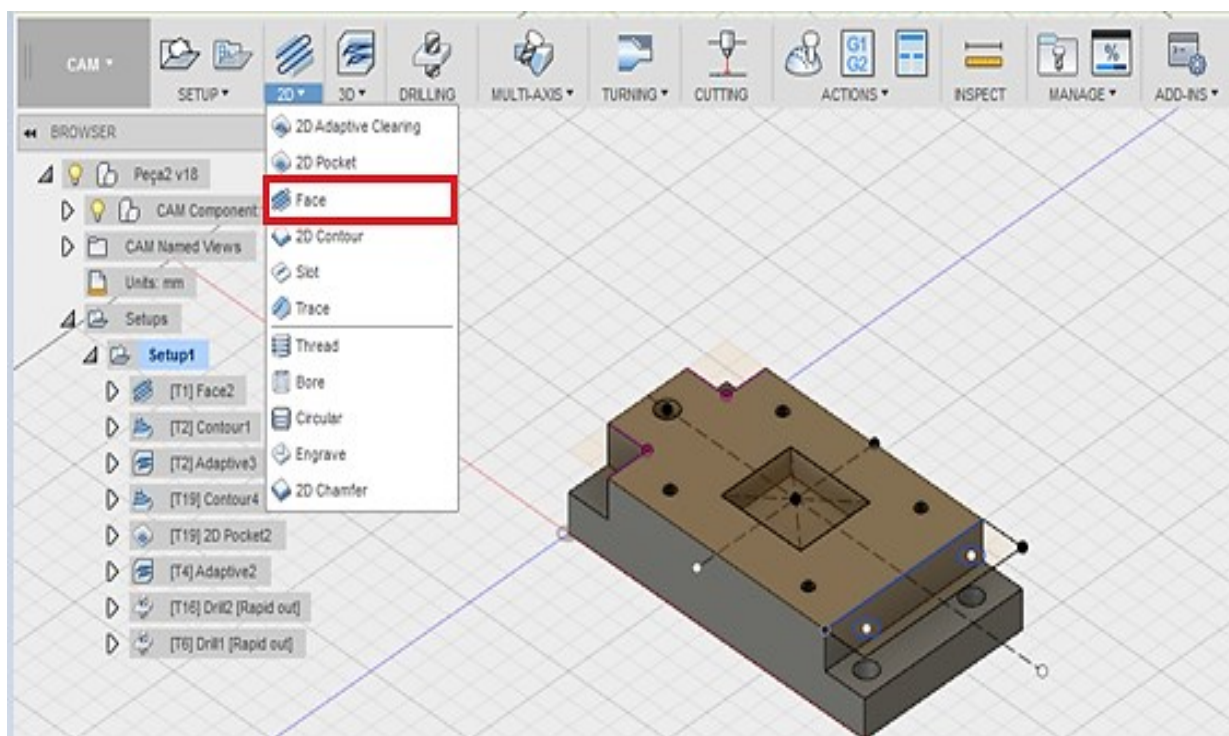 CAM
SETUP
2D
3D
DRILLING
MULTI-AXIS
TURNING
CUTTING
G1
G2
ACTIONS
INSPECT
%
MANAGE
ADD-INS
BROWSER
Peça2 v18
CAM Component
CAM Named Views
Units: mm
Setups
Setup1
[T1] Face2
[T2] Contour1
[T2] Adaptive3
[T19] Contour4
[T19] 2D Pocket2
[T4] Adaptive2
[T16] Drill2 [Rapid out]
[T6] Drill1 [Rapid out]
2D Adaptive Clearing
2D Pocket
Face
2D Contour
Slot
Trace
Thread
Bore
Circular
Engrave
2D Chamfer